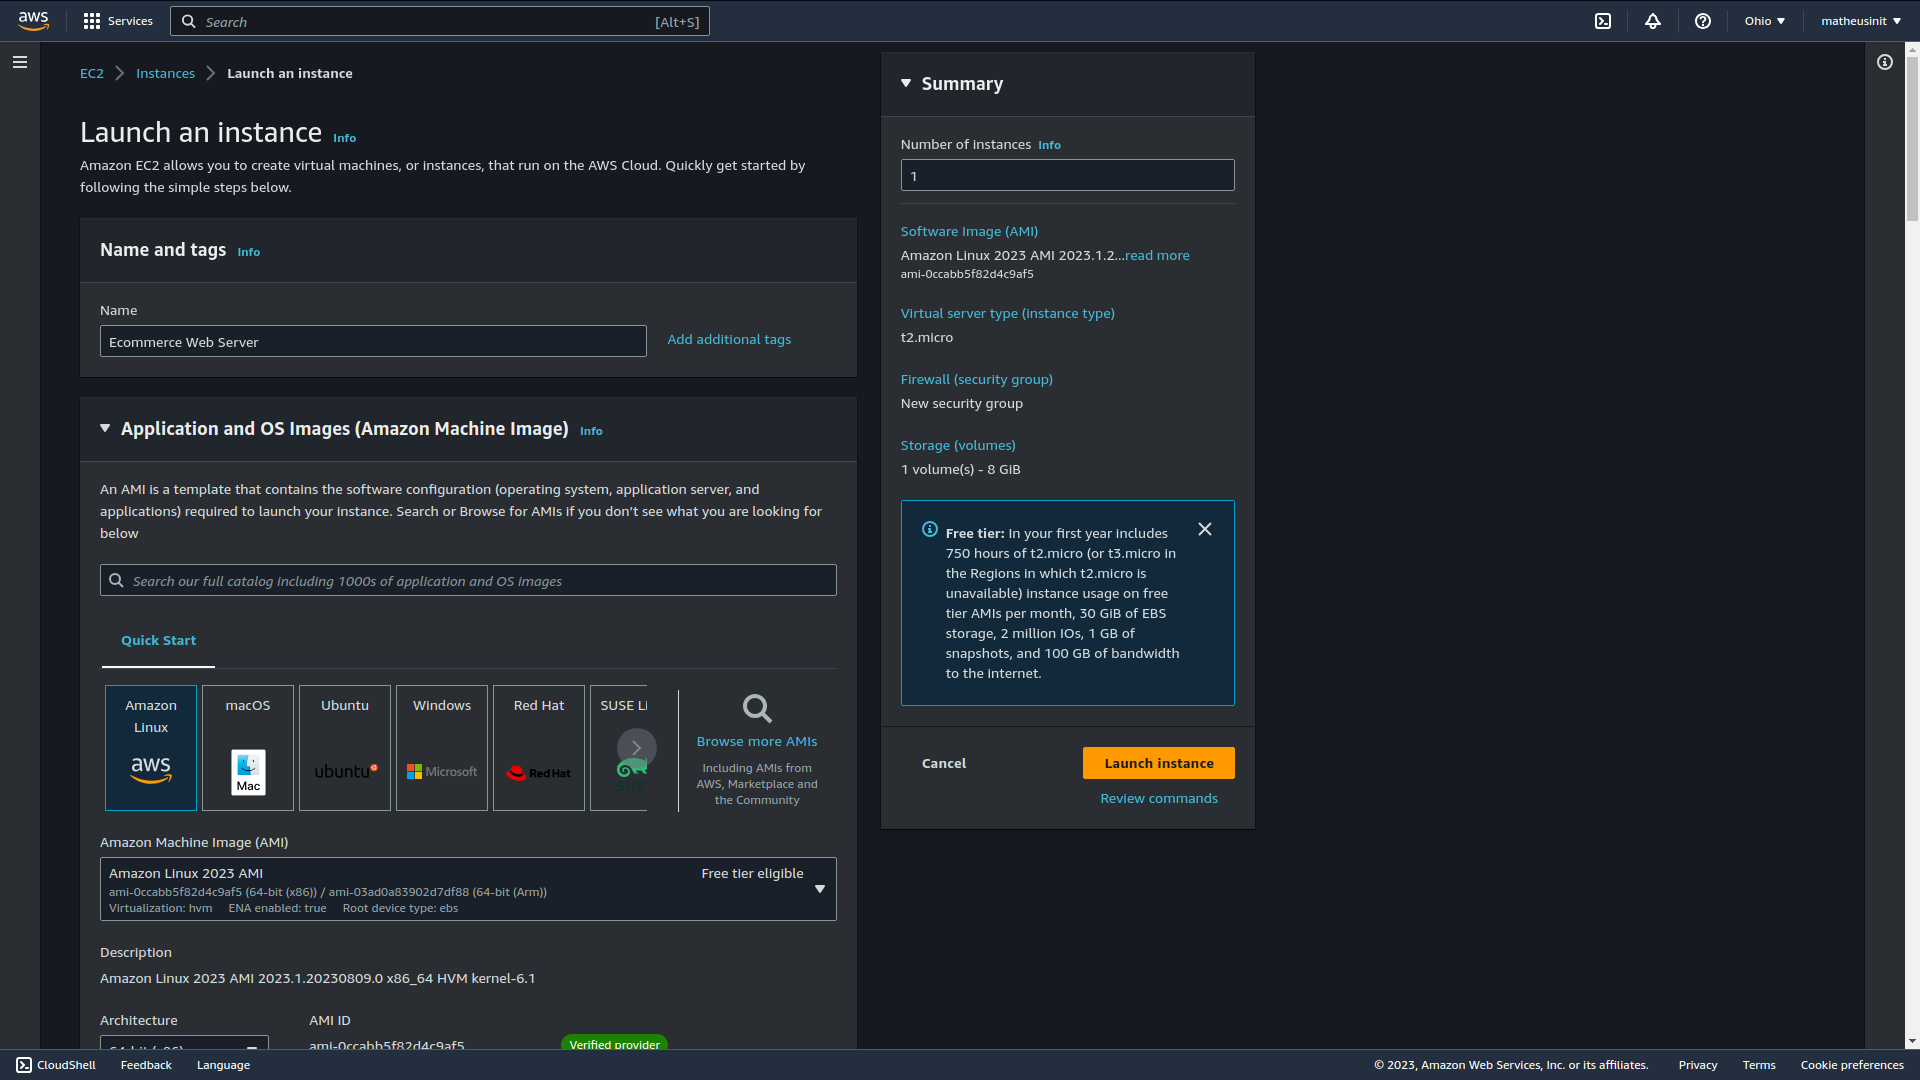 aws
Services
Search
[Alt+S]
Ohio
matheusinit
EC2
Instances
Launch an instance
Launch an instance Info
Amazon EC2 allows you to create virtual machines, or instances, that run on the AWS Cloud. Quickly get started by
following the simple steps below.
Name and tags Info
Name
Ecommerce Web Server
Add additional tags
Application and OS Images (Amazon Machine Image) Info
An AMI is a template that contains the software configuration (operating system, application server, and
applications) required to launch your instance. Search or Browse for AMIs if you don’t see what you are looking for
below
Search our full catalog including 1000s of application and OS images
Quick Start
Amazon
Linux
aws
macOS
Mac
Ubuntu
ubuntu
Windows
Microsoft
Red Hat
Red Hat
SUSE Li
SUS
Browse more AMIs
Including AMIs from
AWS, Marketplace and
the Community
Amazon Machine Image (AMI)
Amazon Linux 2023 AMI
Free tier eligible
ami-0ccabb5f82d4c9af5 (64-bit (x86)) / ami-03ad0a83902d7df88 (64-bit (Arm))
Virtualization: hvm ENA enabled: true Root device type: ebs
Description
Amazon Linux 2023 AMI 2023.1.20230809.0 x86_64 HVM kernel-6.1
Architecture
AMI ID
64-bit (x86)
ami-0ccabb5f82d4c9af5
Verified provider
Summary
Number of instances Info
1
Software Image (AMI)
Amazon Linux 2023 AMI 2023.1.2...read more
ami-0ccabb5f82d4c9af5
Virtual server type (instance type)
t2.micro
Firewall (security group)
New security group
Storage (volumes)
1 volume(s) - 8 GiB
Free tier: In your first year includes
750 hours of t2.micro (or t3.micro in
the Regions in which t2.micro is
unavailable) instance usage on free
tier AMIs per month, 30 GiB of EBS
storage, 2 million IOs, 1 GB of
snapshots, and 100 GB of bandwidth
to the internet.
Cancel
Launch instance
Review commands
CloudShell
Feedback
Language
© 2023, Amazon Web Services, Inc. or its affiliates.
Privacy
Terms
Cookie preferences